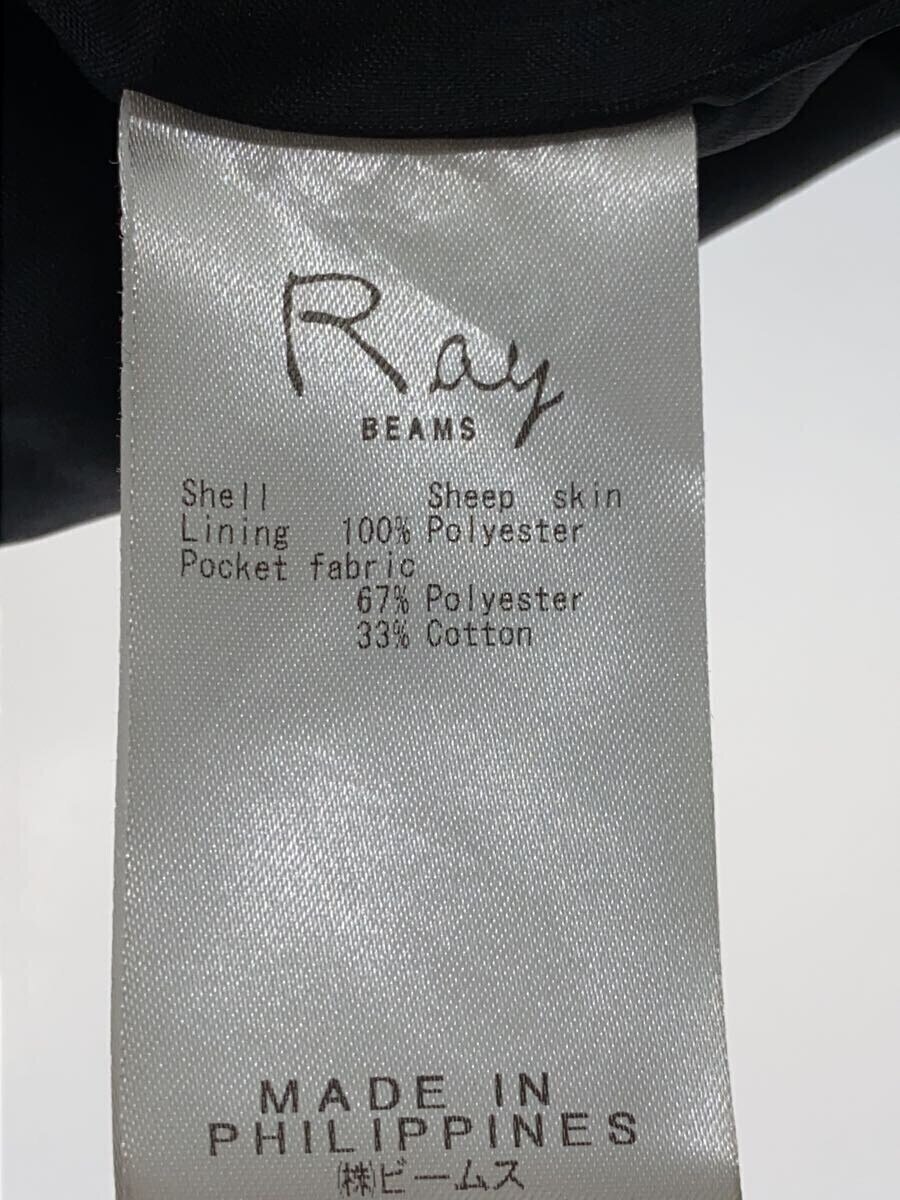 Ray
BEAMS
Shell Sheep skin
Lining 100% Polyester
Pocket fabric
67% Polyester
33% Cotton
MADE IN
PHILIPPINES
(株)ビームス